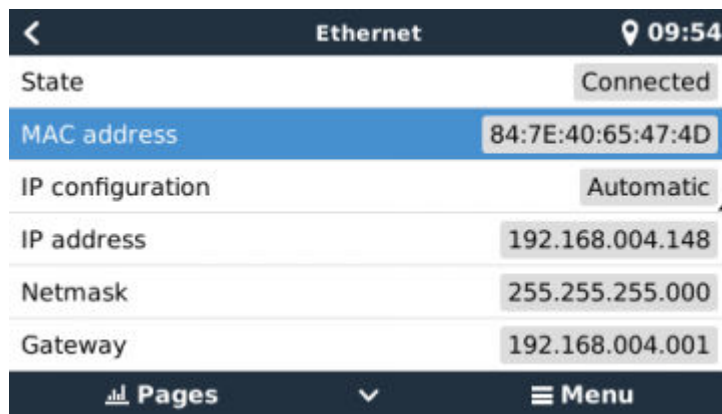 Ethernet 09:54
State Connected
MAC address 84:7E:40:65:47:4D
IP configuration Automatic
IP address 192.168.004.148
Netmask 255.255.255.000
Gateway 192.168.004.001
Pages Menu